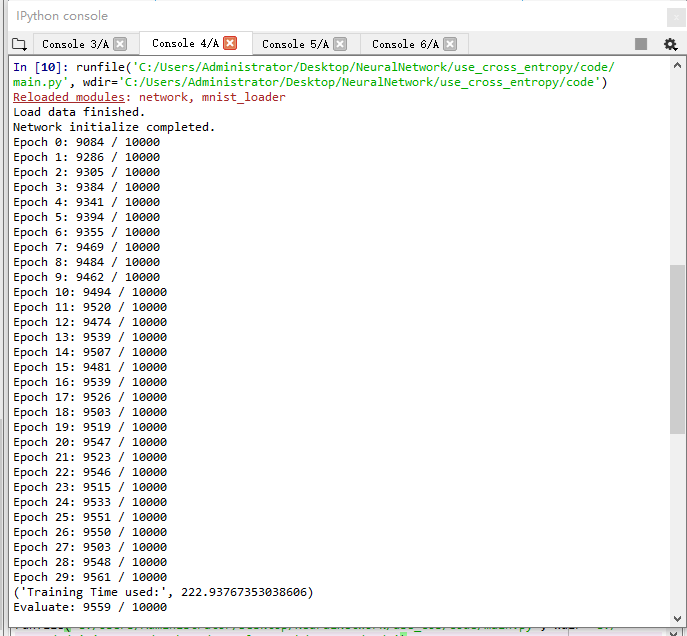 IPython console
Console 3/A
Console 4/A
Console 5/A
Console 6/A
In [10]: runfile('C:/Users/Administrator/Desktop/NeuralNetwork/use_cross_entropy/code/
main.py', wdir='C:/Users/Administrator/Desktop/NeuralNetwork/use_cross_entropy/code')
Reloaded modules: network, mnist_loader
Load data finished.
Network initialize completed.
Epoch 0: 9084 / 10000
Epoch 1: 9286 / 10000
Epoch 2: 9305 / 10000
Epoch 3: 9384 / 10000
Epoch 4: 9341 / 10000
Epoch 5: 9394 / 10000
Epoch 6: 9355 / 10000
Epoch 7: 9469 / 10000
Epoch 8: 9484 / 10000
Epoch 9: 9462 / 10000
Epoch 10: 9494 / 10000
Epoch 11: 9520 / 10000
Epoch 12: 9474 / 10000
Epoch 13: 9539 / 10000
Epoch 14: 9507 / 10000
Epoch 15: 9481 / 10000
Epoch 16: 9539 / 10000
Epoch 17: 9526 / 10000
Epoch 18: 9503 / 10000
Epoch 19: 9519 / 10000
Epoch 20: 9547 / 10000
Epoch 21: 9523 / 10000
Epoch 22: 9546 / 10000
Epoch 23: 9515 / 10000
Epoch 24: 9533 / 10000
Epoch 25: 9551 / 10000
Epoch 26: 9550 / 10000
Epoch 27: 9503 / 10000
Epoch 28: 9548 / 10000
Epoch 29: 9561 / 10000
('Training Time used:', 222.93767353038606)
Evaluate: 9559 / 10000